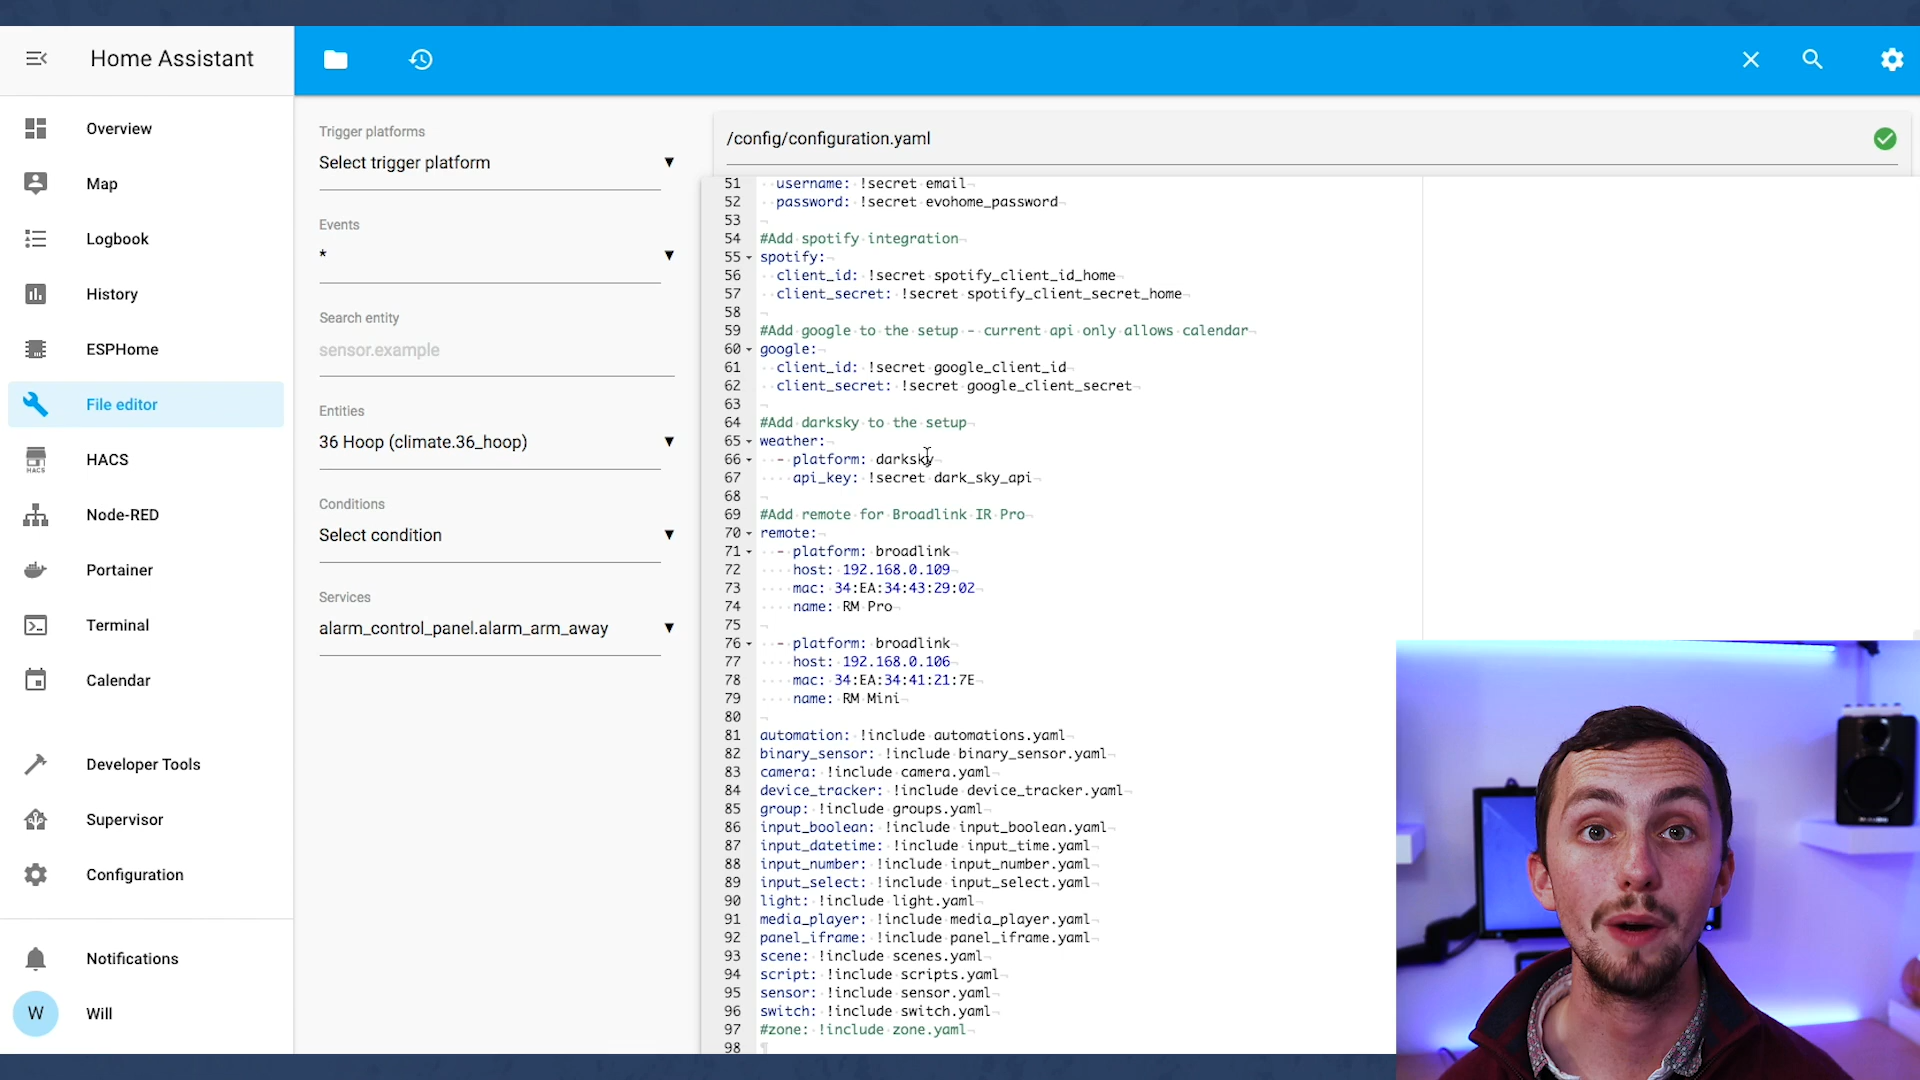 Home Assistant
Overview
Map
Logbook
History
ESPHome
File editor
HACS
HACS
Node-RED
Portainer
Terminal
Calendar
Developer Tools
Supervisor
Configuration
Notifications
W
Will
Trigger platforms
Select trigger platform
Events
*
Search entity
sensor.example
Entities
36 Hoop (climate.36_hoop)
Conditions
Select condition
Services
alarm_control_panel.alarm_arm_away
/config/configuration.yaml
51 username: !secret email
52 password: !secret evohome_password
53
54 #Add spotify integration
55 spotify:
56 client_id: !secret spotify_client_id_home
57 client_secret: !secret spotify_client_secret_home
58
59 #Add google to the setup - current api only allows calendar
60 google:
61 client_id: !secret google_client_id
62 client_secret: !secret google_client_secret
63
64 #Add darksky to the setup
65 weather:
66 - platform: darksky
67 api_key: !secret dark_sky_api
68
69 #Add remote for Broadlink IR Pro
70 remote:
71 - platform: broadlink
72 host: 192.168.0.109
73 mac: 34:EA:34:43:29:02
74 name: RM Pro
75
76 - platform: broadlink
77 host: 192.168.0.106
78 mac: 34:EA:34:41:21:7E
79 name: RM Mini
80
81 automation: !include automations.yaml
82 binary_sensor: !include binary_sensor.yaml
83 camera: !include camera.yaml
84 device_tracker: !include device_tracker.yaml
85 group: !include groups.yaml
86 input_boolean: !include input_boolean.yaml
87 input_datetime: !include input_time.yaml
88 input_number: !include input_number.yaml
89 input_select: !include input_select.yaml
90 light: !include light.yaml
91 media_player: !include media_player.yaml
92 panel_iframe: !include panel_iframe.yaml
93 scene: !include scenes.yaml
94 script: !include scripts.yaml
95 sensor: !include sensor.yaml
96 switch: !include switch.yaml
97 #zone: !include zone.yaml
98